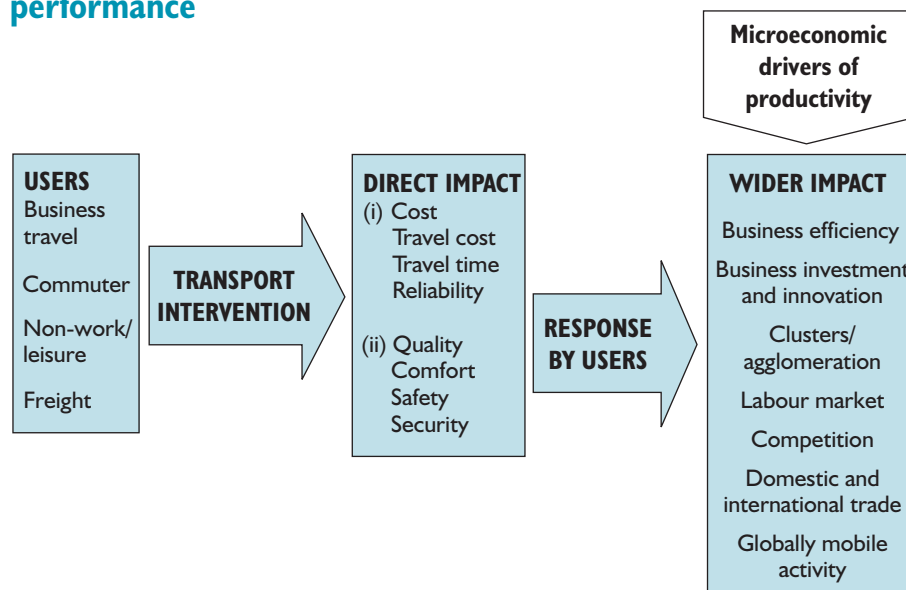 performance
Microeconomic
drivers of
productivity
USERS
Business
travel
Commuter
Non-work/
leisure
Freight
TRANSPORT
INTERVENTION
DIRECT IMPACT
(i) Cost
Travel cost
Travel time
Reliability
(ii) Quality
Comfort
Safety
Security
RESPONSE
BY USERS
WIDER IMPACT
Business efficiency
Business investment
and innovation
Clusters/
agglomeration
Labour market
Competition
Domestic and
international trade
Globally mobile
activity